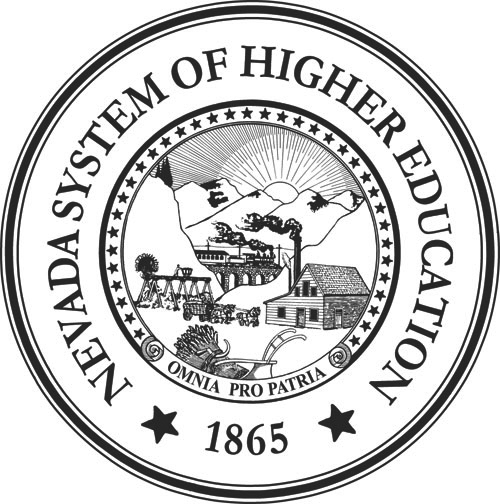 NEVADA SYSTEM OF HIGHER EDUCATION
OMNIA PRO PATRIA
1865